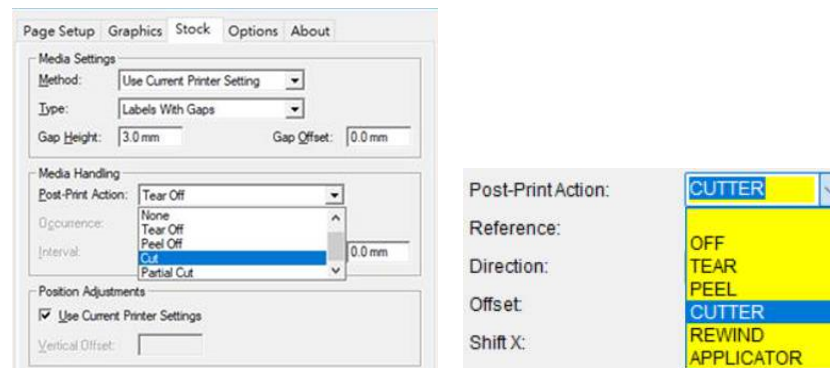 Page Setup Graphics Stock Options About
Media Settings
Method: Use Current Printer Setting
Type: Labels With Gaps
Gap Height: 3.0 mm Gap Offset: 0.0 mm
Media Handling
Post-Print Action: Tear Off
None
Occurrence: Tear Off
Peel Off
Interval: Cut 0.0 mm
Partial Cut
Position Adjustments
Use Current Printer Settings
Vertical Offset:
Post-Print Action: CUTTER
Reference:
OFF
Direction: TEAR
PEEL
Offset: CUTTER
Shift X: REWIND
APPLICATOR